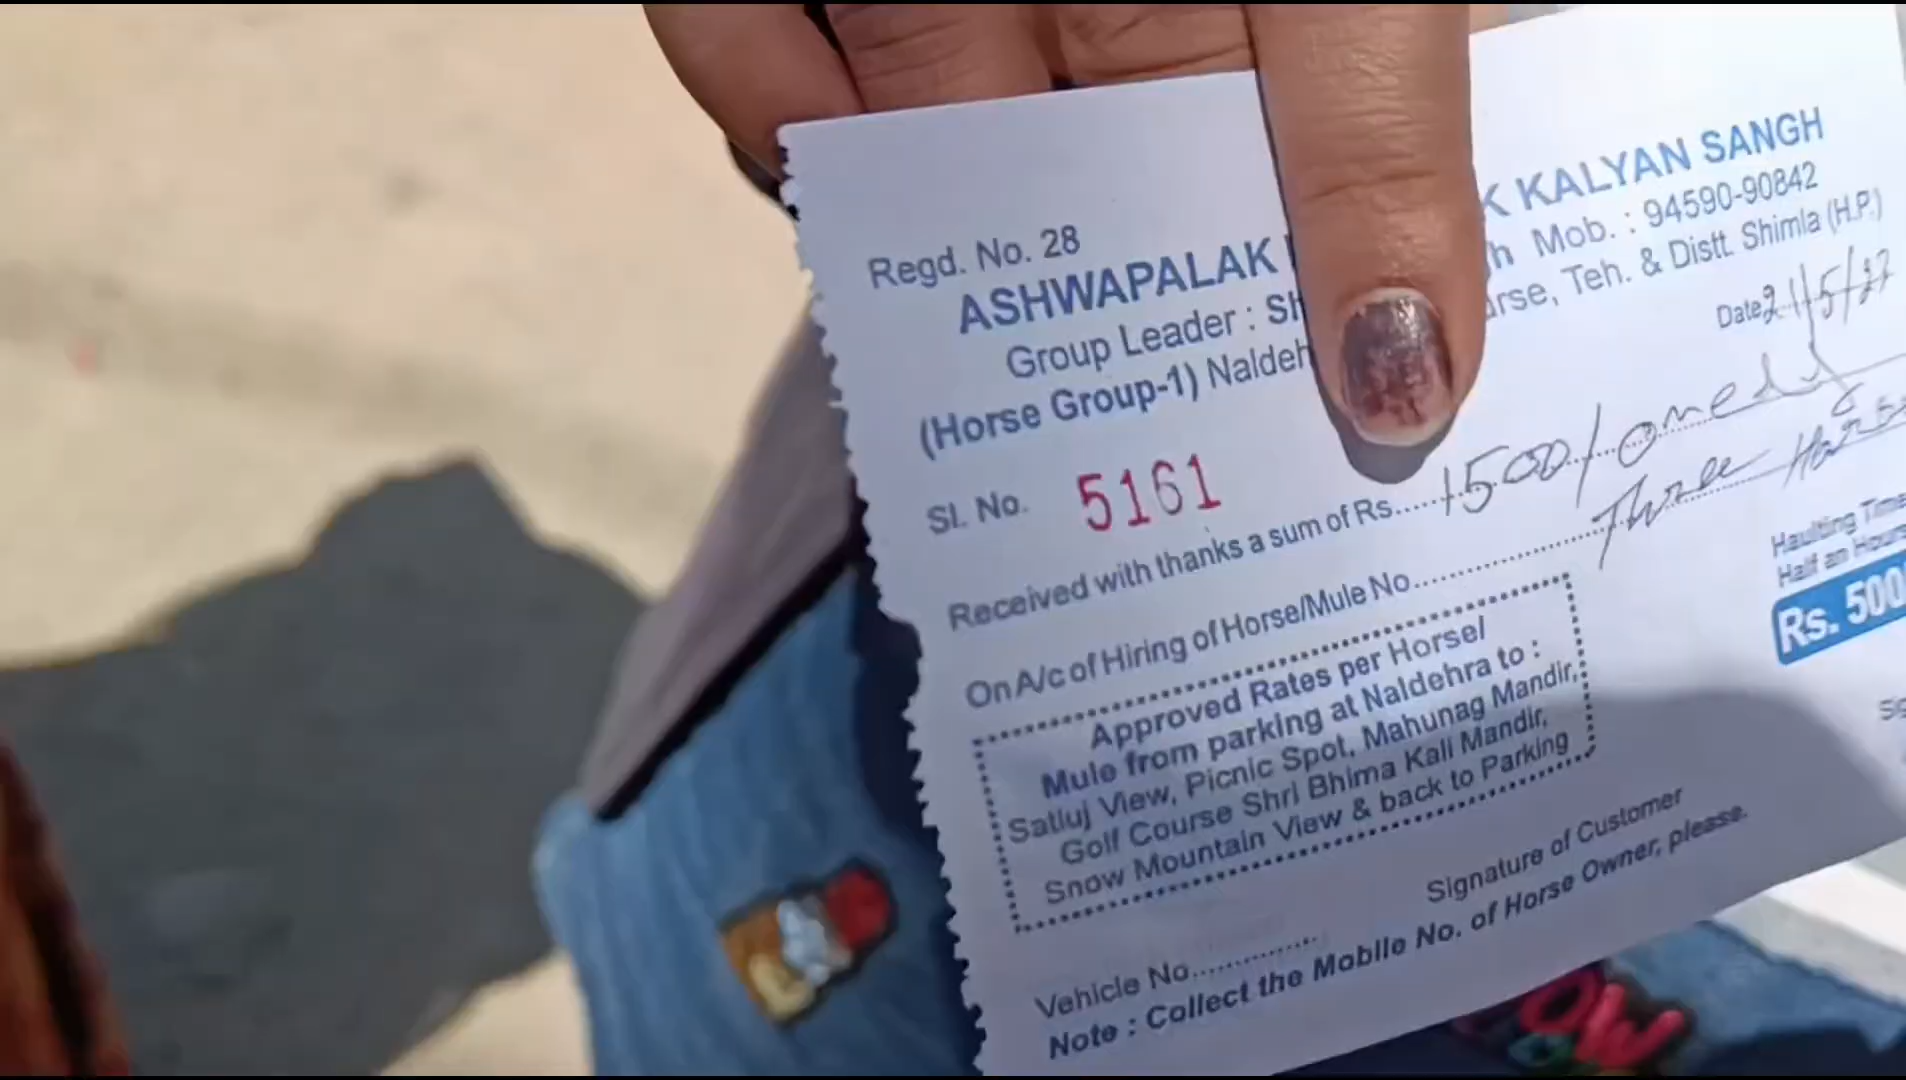 Regd. No. 28
ASHWAPALAK K KALYAN SANGH
Group Leader : Sh h Mob. : 94590-90842
(Horse Group-1) Naldeh urse, Teh. & Distt. Shimla (H.P.)
Date 21/5/
Sl. No. 5161
Received with thanks a sum of Rs. 1500/
On A/c of Hiring of Horse/Mule No. Three
Haulting Time
Half an Hours
Rs. 500
Approved Rates per Horse/
Mule from parking at Naldehra to :
Satluj View, Picnic Spot, Mahunag Mandir,
Golf Course Shri Bhima Kali Mandir,
Snow Mountain View & back to Parking
Signature of Customer
Vehicle No.
Note : Collect the Mobile No. of Horse Owner, please.